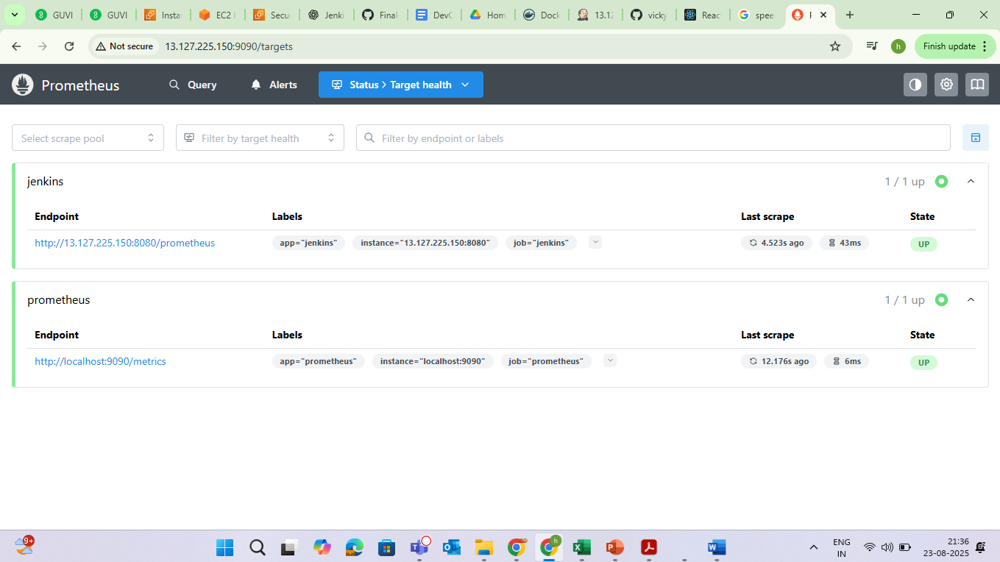 GUVI
GUVI
Insta
EC2
Secu
Jenki
Final
DevO
Hom
Dock
13.12
vicky
Reac
spee
Not secure
13.127.225.150:9090/targets
h
Finish update
Prometheus
Query
Alerts
Status > Target health
Select scrape pool
Filter by target health
Filter by endpoint or labels
jenkins
1 / 1 up
Endpoint Labels Last scrape State
http://13.127.225.150:8080/prometheus app="jenkins" instance="13.127.225.150:8080" job="jenkins" 4.523s ago 43ms UP
prometheus
1 / 1 up
Endpoint Labels Last scrape State
http://localhost:9090/metrics app="prometheus" instance="localhost:9090" job="prometheus" 12.176s ago 6ms UP
9+
h
ENG
IN
21:36
23-08-2025